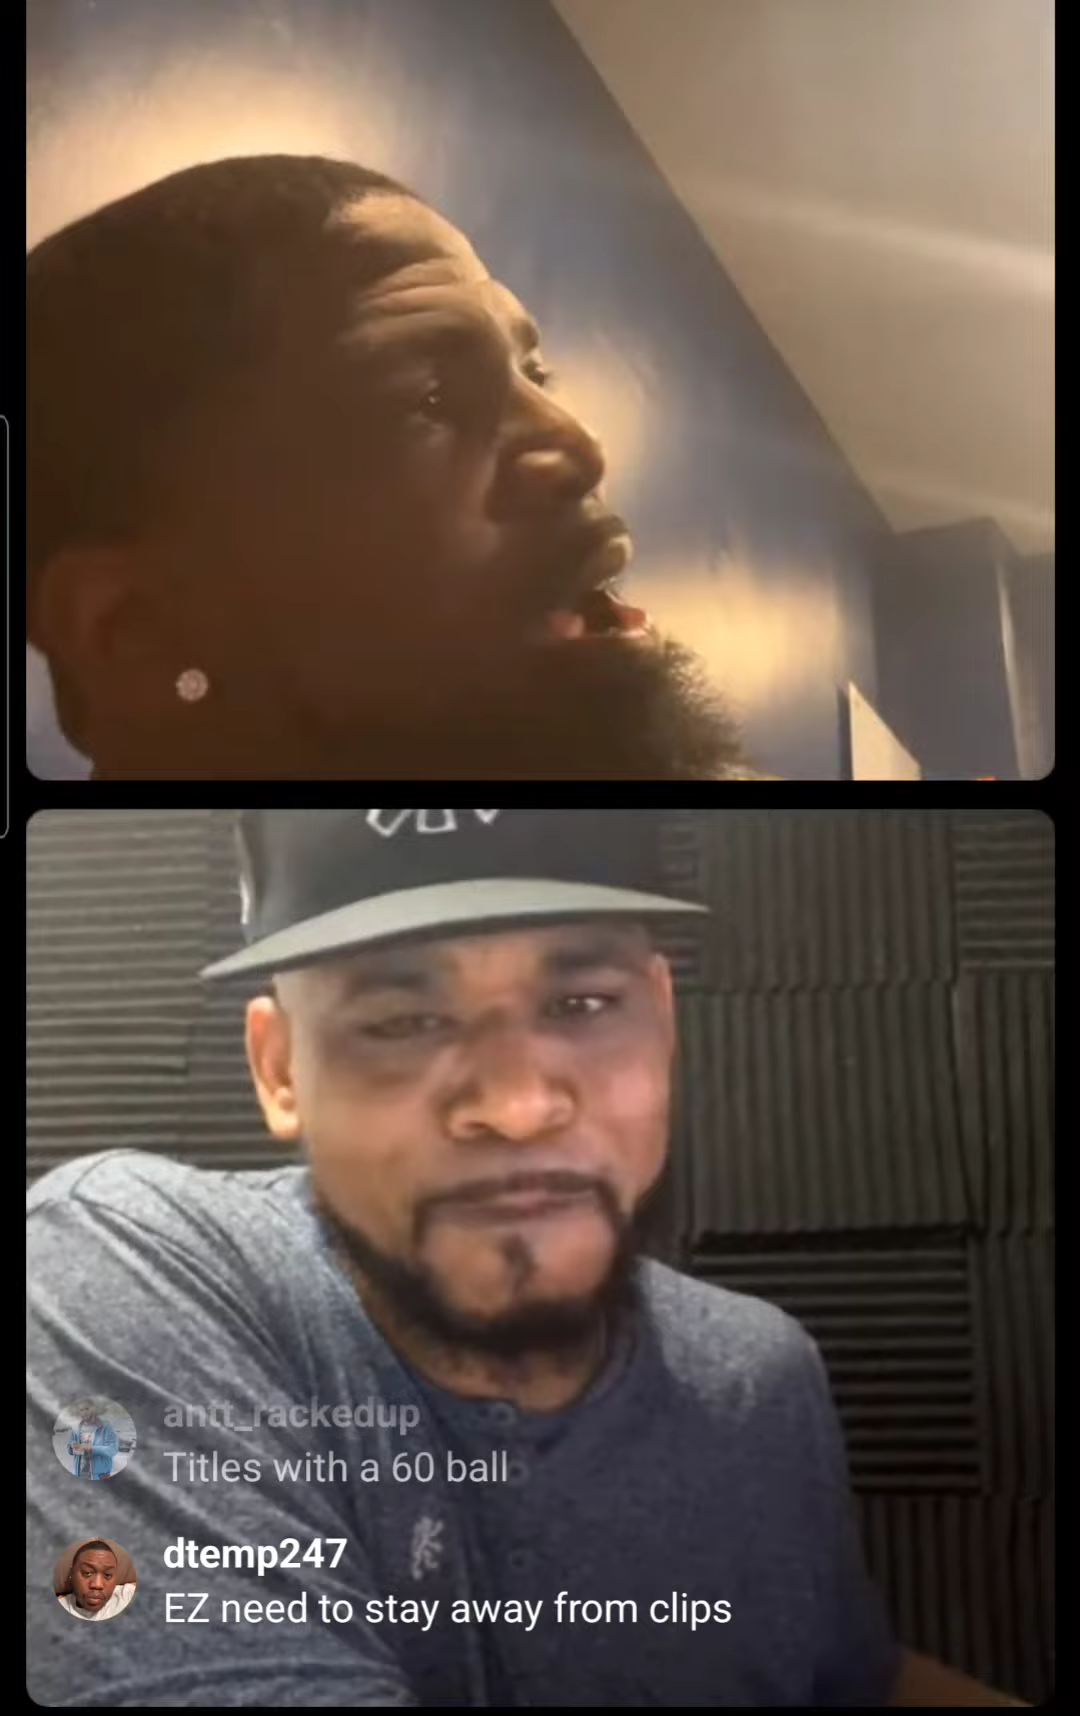 antt_rackedup
Titles with a 60 ball
dtemp247
EZ need to stay away from clips